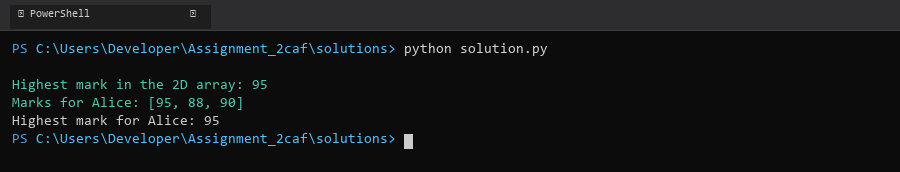 PowerShell
PS C:\Users\Developer\Assignment_2caf\solutions> python solution.py
Highest mark in the 2D array: 95
Marks for Alice: [95, 88, 90]
Highest mark for Alice: 95
PS C:\Users\Developer\Assignment_2caf\solutions>